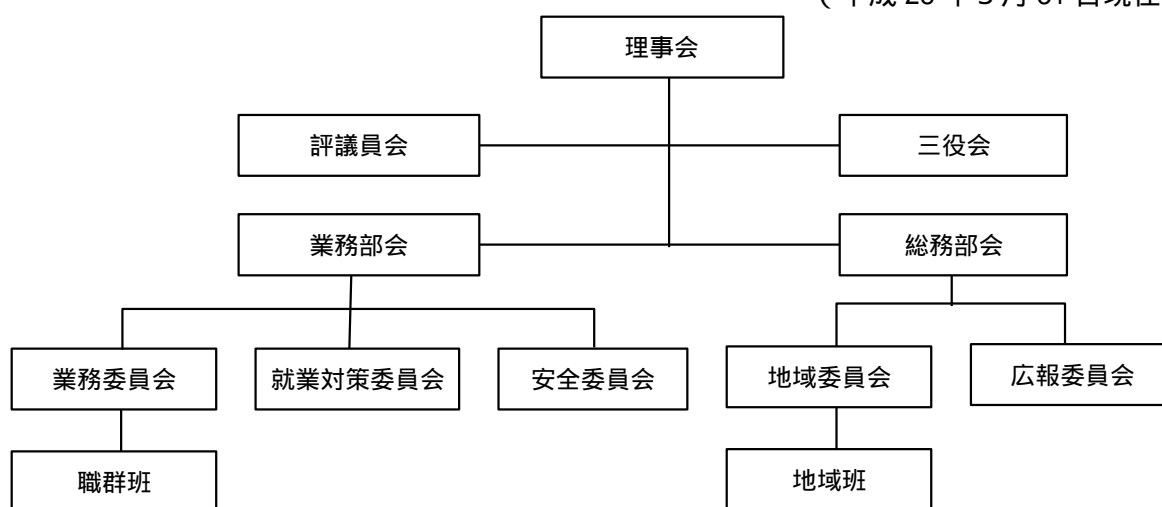 理事会
評議員会
三役会
業務部会
総務部会
業務委員会
就業対策委員会
安全委員会
地域委員会
広報委員会
職群班
地域班